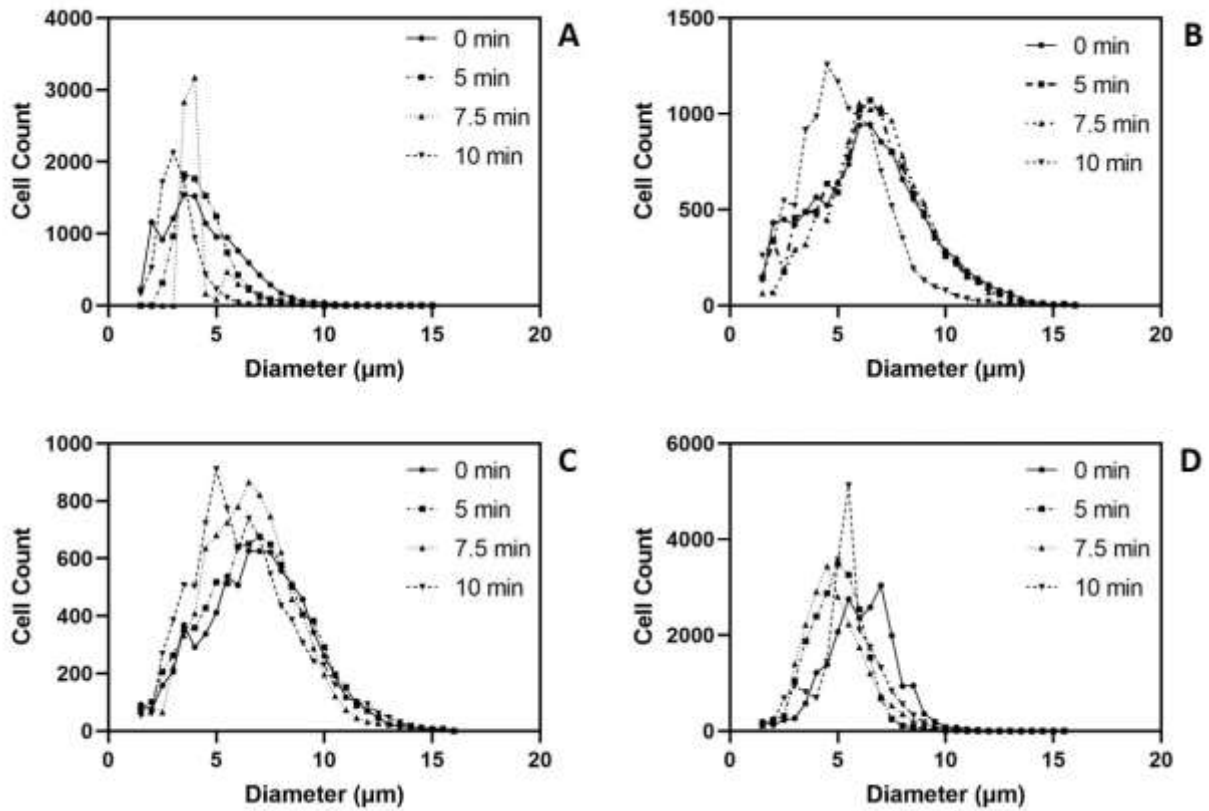 A
4000
3000
2000
1000
0
0 5 10 15 20
Cell Count
Diameter (µm)
0 min
5 min
7.5 min
10 min
B
1500
1000
500
0
0 5 10 15 20
Cell Count
Diameter (µm)
0 min
5 min
7.5 min
10 min
C
1000
800
600
400
200
0
0 5 10 15 20
Cell Count
Diameter (µm)
0 min
5 min
7.5 min
10 min
D
6000
4000
2000
0
0 5 10 15 20
Cell Count
Diameter (µm)
0 min
5 min
7.5 min
10 min